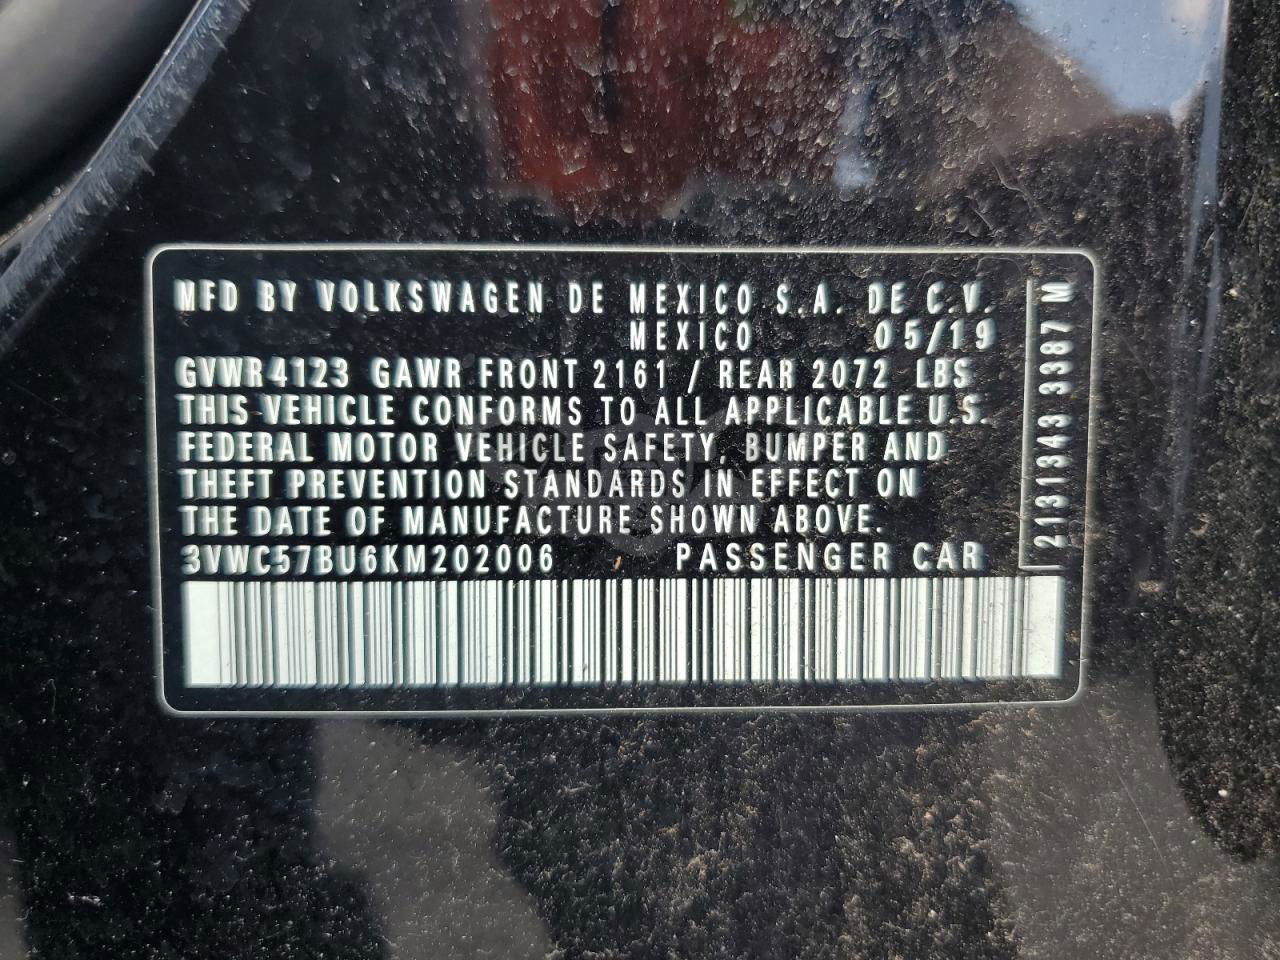 MFD BY VOLKSWAGEN DE MEXICO S.A. DE C.V.
MEXICO 05/19
GVWR 4123 GAWR FRONT 2161 / REAR 2072 LBS
THIS VEHICLE CONFORMS TO ALL APPLICABLE U.S.
FEDERAL MOTOR VEHICLE SAFETY, BUMPER AND
THEFT PREVENTION STANDARDS IN EFFECT ON
THE DATE OF MANUFACTURE SHOWN ABOVE.
3VWC57BU6KM202006 PASSENGER CAR
2131343 3387 M